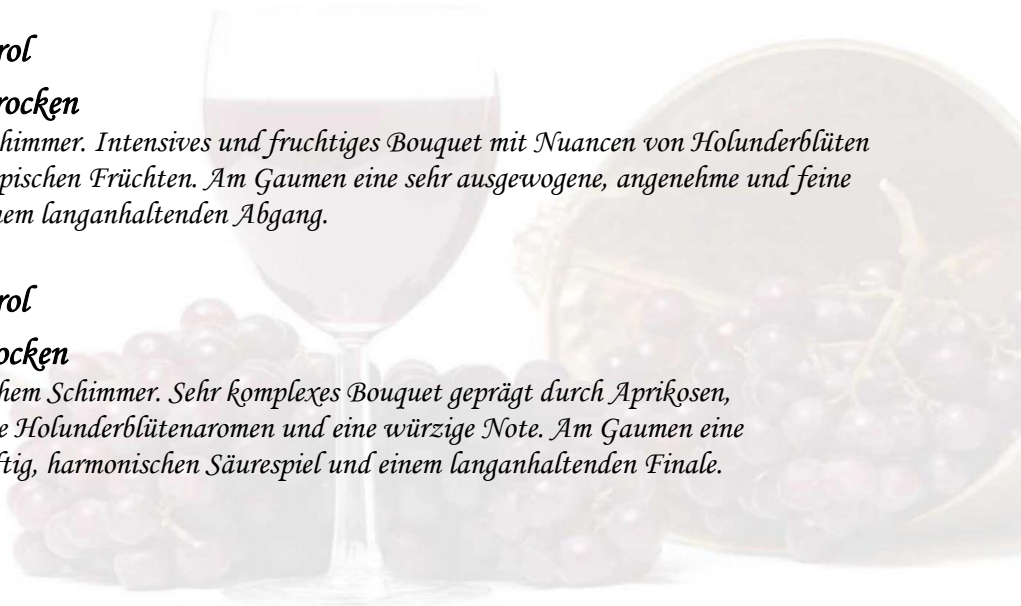 rol
rocken
chimmer. Intensives und fruchtiges Bouquet mit Nuancen von Holunderblüten
pischen Früchten. Am Gaumen eine sehr ausgewogene, angenehme und feine
nem langanhaltenden Abgang.
rol
ocken
hem Schimmer. Sehr komplexes Bouquet geprägt durch Aprikosen,
e Holunderblütenaromen und eine würzige Note. Am Gaumen eine
ftig, harmonischen Säurespiel und einem langanhaltenden Finale.